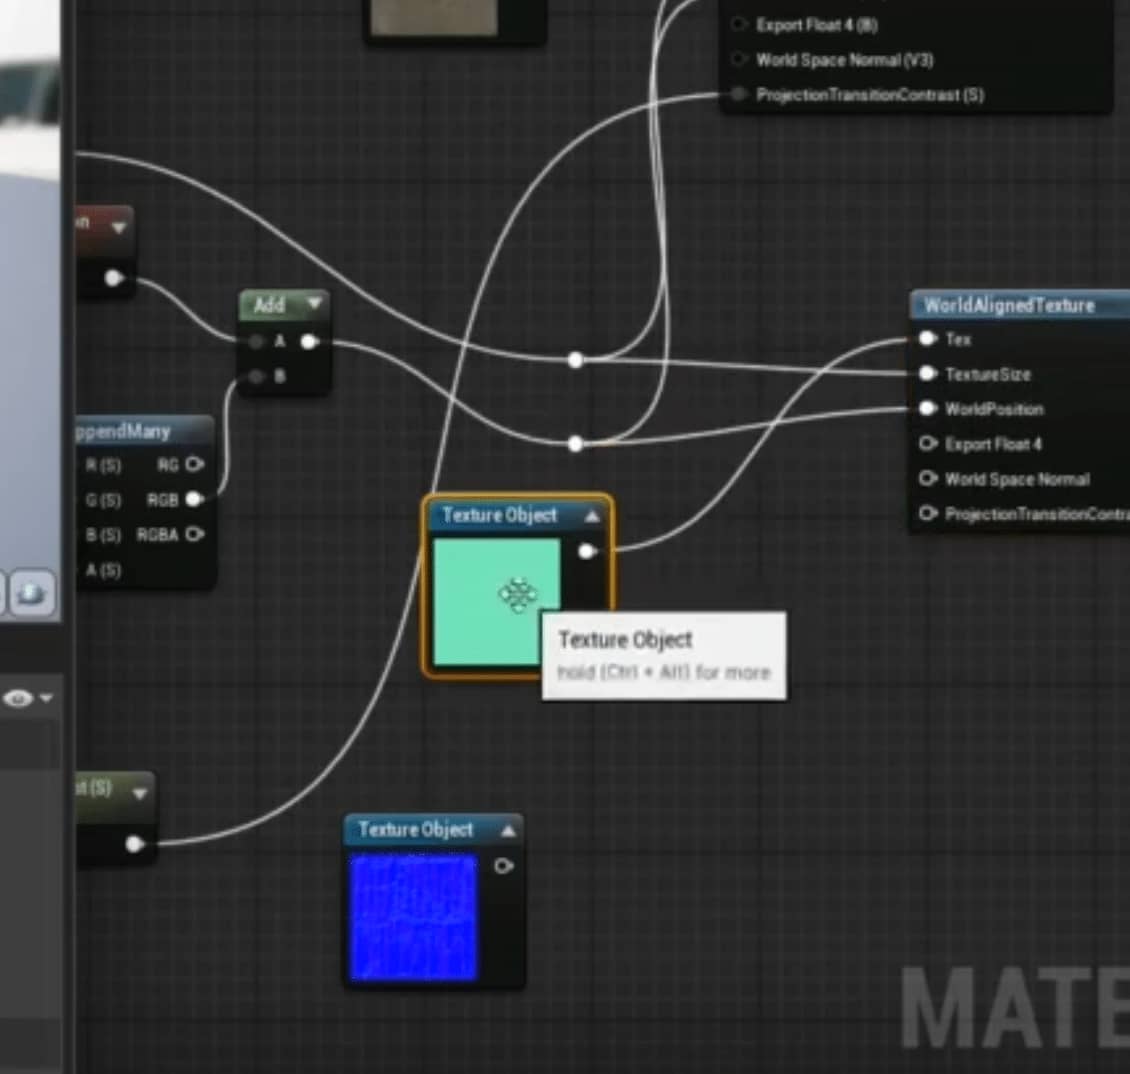 Export Float 4 (B)
World Space Normal (V3)
ProjectionTransitionContrast (S)
n
Add
A
B
WorldAlignedTexture
Tex
TextureSize
WorldPosition
Export Float 4
World Space Normal
ProjectionTransitionContra
ppendMany
R (S) RG
G (S) RGB
B (S) RGBA
A (S)
Texture Object
Texture Object
hold (Ctrl + Alt) for more
st (S)
Texture Object
MATE